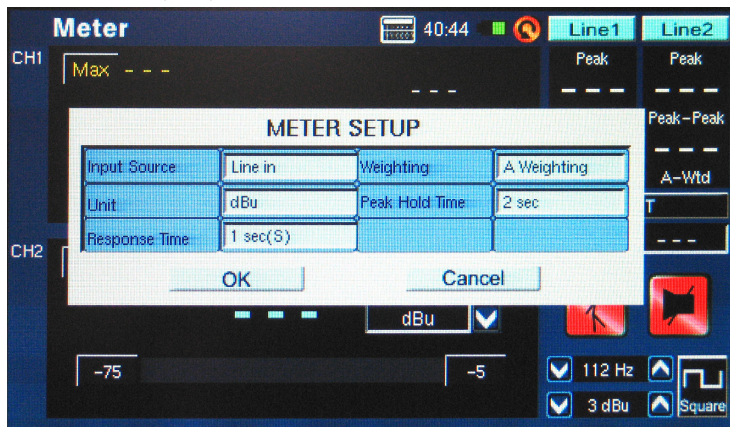 Meter
40:44
Line1
Line2
CH1
Max - - -
- - -
Peak
Peak
- - -
- - -
Peak-Peak
- - -
A-Wtd
T
- - -
METER SETUP
Input Source
Line in
Weighting
A Weighting
Unit
dBu
Peak Hold Time
2 sec
Response Time
1 sec(S)
OK
Cancel
CH2
- - -
dBu
-75
-5
112 Hz
3 dBu
Square